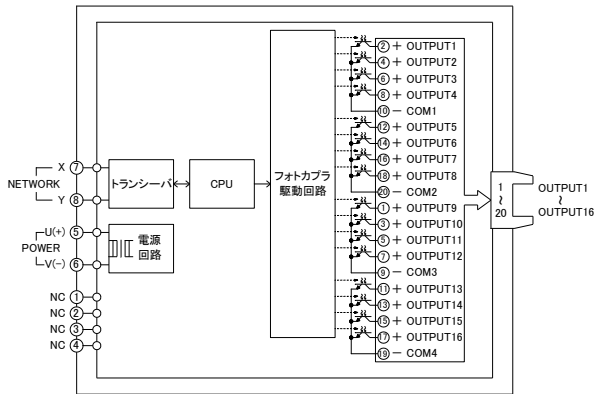 X ⑦
NETWORK
Y ⑧
U(+) ⑤
POWER
V(−) ⑥
NC ①
NC ②
NC ③
NC ④
トランシーバ
CPU
電源
回路
フォトカプラ
駆動回路
② + OUTPUT1
④ + OUTPUT2
⑥ + OUTPUT3
⑧ + OUTPUT4
⑩ − COM1
⑫ + OUTPUT5
⑭ + OUTPUT6
⑯ + OUTPUT7
⑱ + OUTPUT8
⑳ − COM2
① + OUTPUT9
③ + OUTPUT10
⑤ + OUTPUT11
⑦ + OUTPUT12
⑨ − COM3
⑪ + OUTPUT13
⑬ + OUTPUT14
⑮ + OUTPUT15
⑰ + OUTPUT16
⑲ − COM4
1
~
20
OUTPUT1
~
OUTPUT16